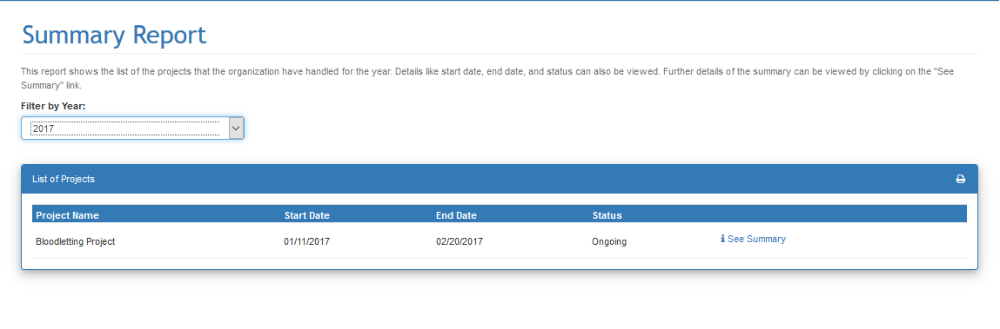 Summary Report
This report shows the list of the projects that the organization have handled for the year. Details like start date, end date, and status can also be viewed. Further details of the summary can be viewed by clicking on the "See
Summary" link.
Filter by Year:
2017
List of Projects
Project Name Start Date End Date Status
Bloodletting Project 01/11/2017 02/20/2017 Ongoing See Summary